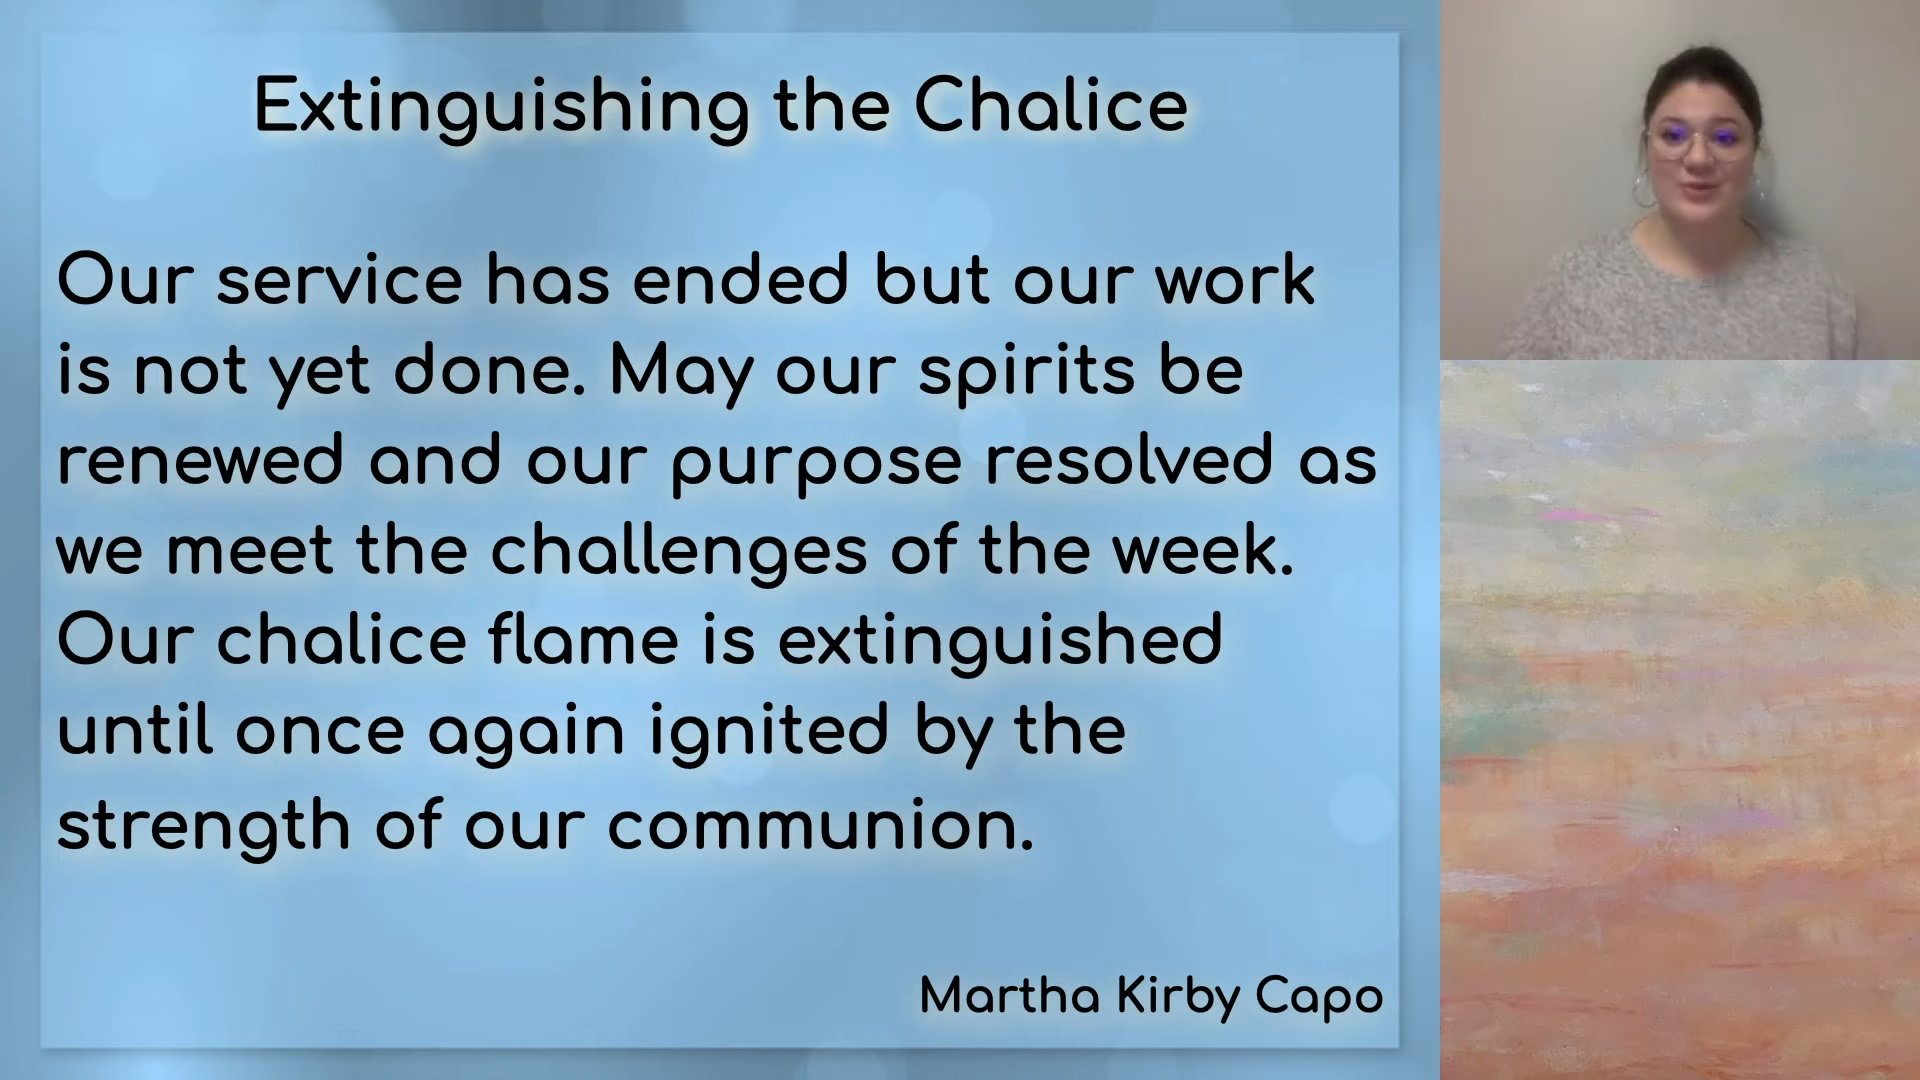 Extinguishing the Chalice
Our service has ended but our work
is not yet done. May our spirits be
renewed and our purpose resolved as
we meet the challenges of the week.
Our chalice flame is extinguished
until once again ignited by the
strength of our communion.
Martha Kirby Capo